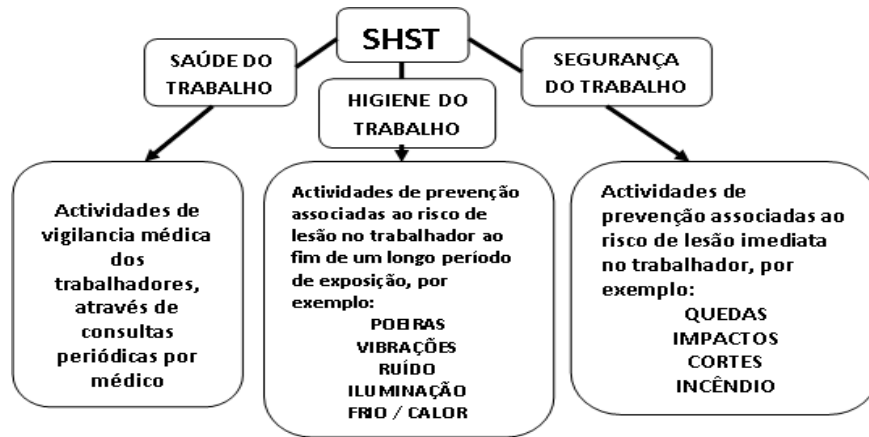 SHST
SAÚDE DO
TRABALHO
HIGIENE DO
TRABALHO
SEGURANÇA
DO TRABALHO
Actividades de
vigilancia médica
dos
trabalhadores,
através de
consultas
periódicas por
médico
Actividades de prevenção
associadas ao risco de
lesão no trabalhador ao
fim de um longo período
de exposição, por
exemplo:
POEIRAS
VIBRAÇÕES
RUÍDO
ILUMINAÇÃO
FRIO / CALOR
Actividades de
prevenção associadas ao
risco de lesão imediata
no trabalhador, por
exemplo:
QUEDAS
IMPACTOS
CORTES
INCÊNDIO